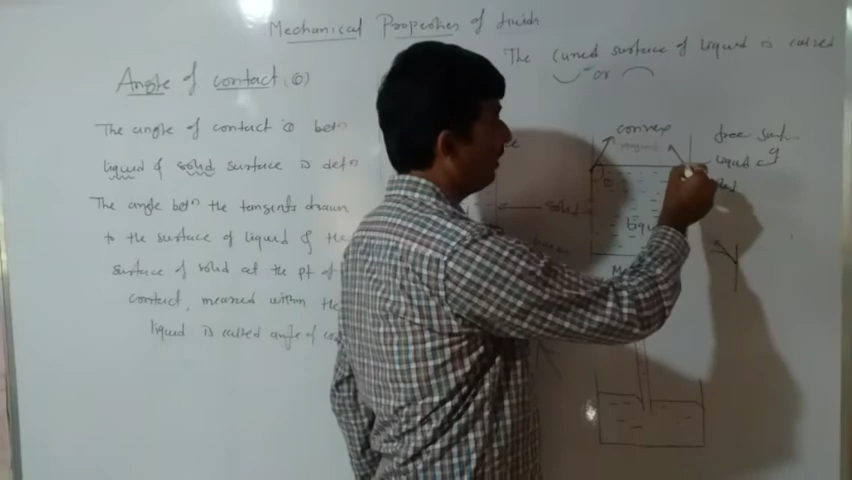 Mechanical Properties of fluids
The curved surface of liquid is called
or
Angle of contact (θ)
The angle of contact θ betn
liquid & solid surface is defn
The angle betn the tangents drawn
to the surface of liquid & the
surface of solid at the pt of
contact, measured within the
liquid is called angle of co
convex
free
liquid
solid
θ